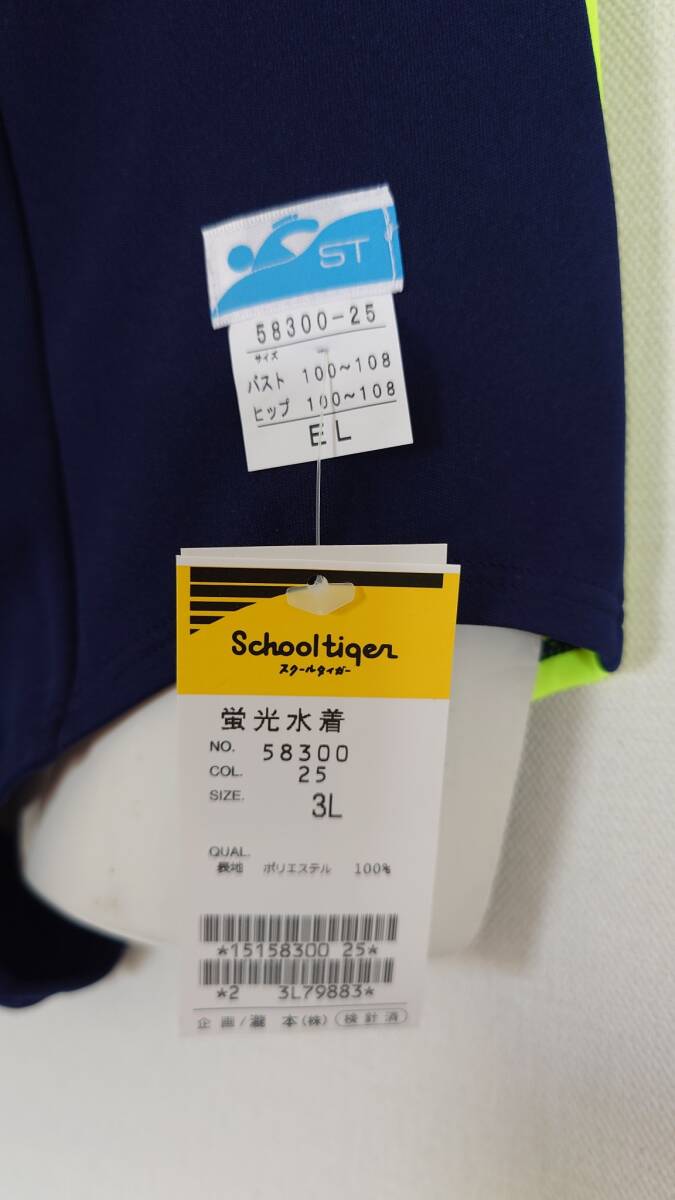 ST
58300-25
サイズ
バスト 100~108
ヒップ 100~108
EL
Schooltiger
スクールタイガー
蛍光水着
NO. 58300
COL. 25
SIZE. 3L
QUAL.
表地 ポリエステル 100%
*15158300 25*
*2 3L79883*
企画/瀧本(株) 検針済